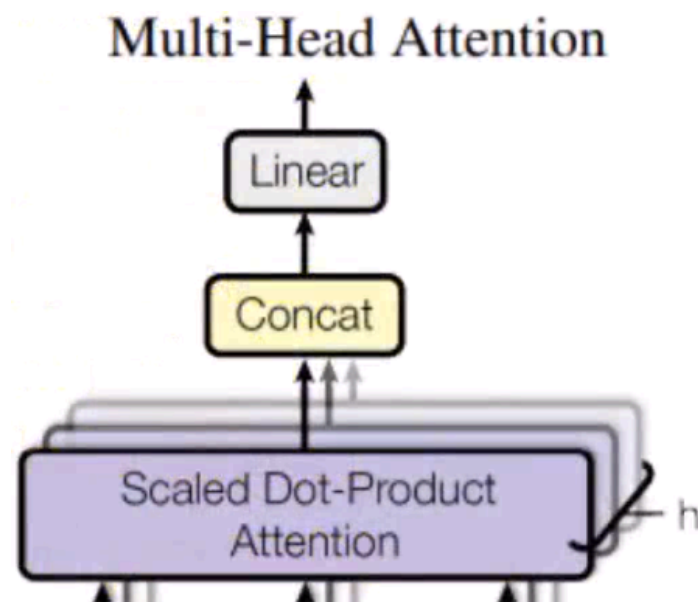 Multi-Head Attention
Linear
Concat
Scaled Dot-Product
Attention
h